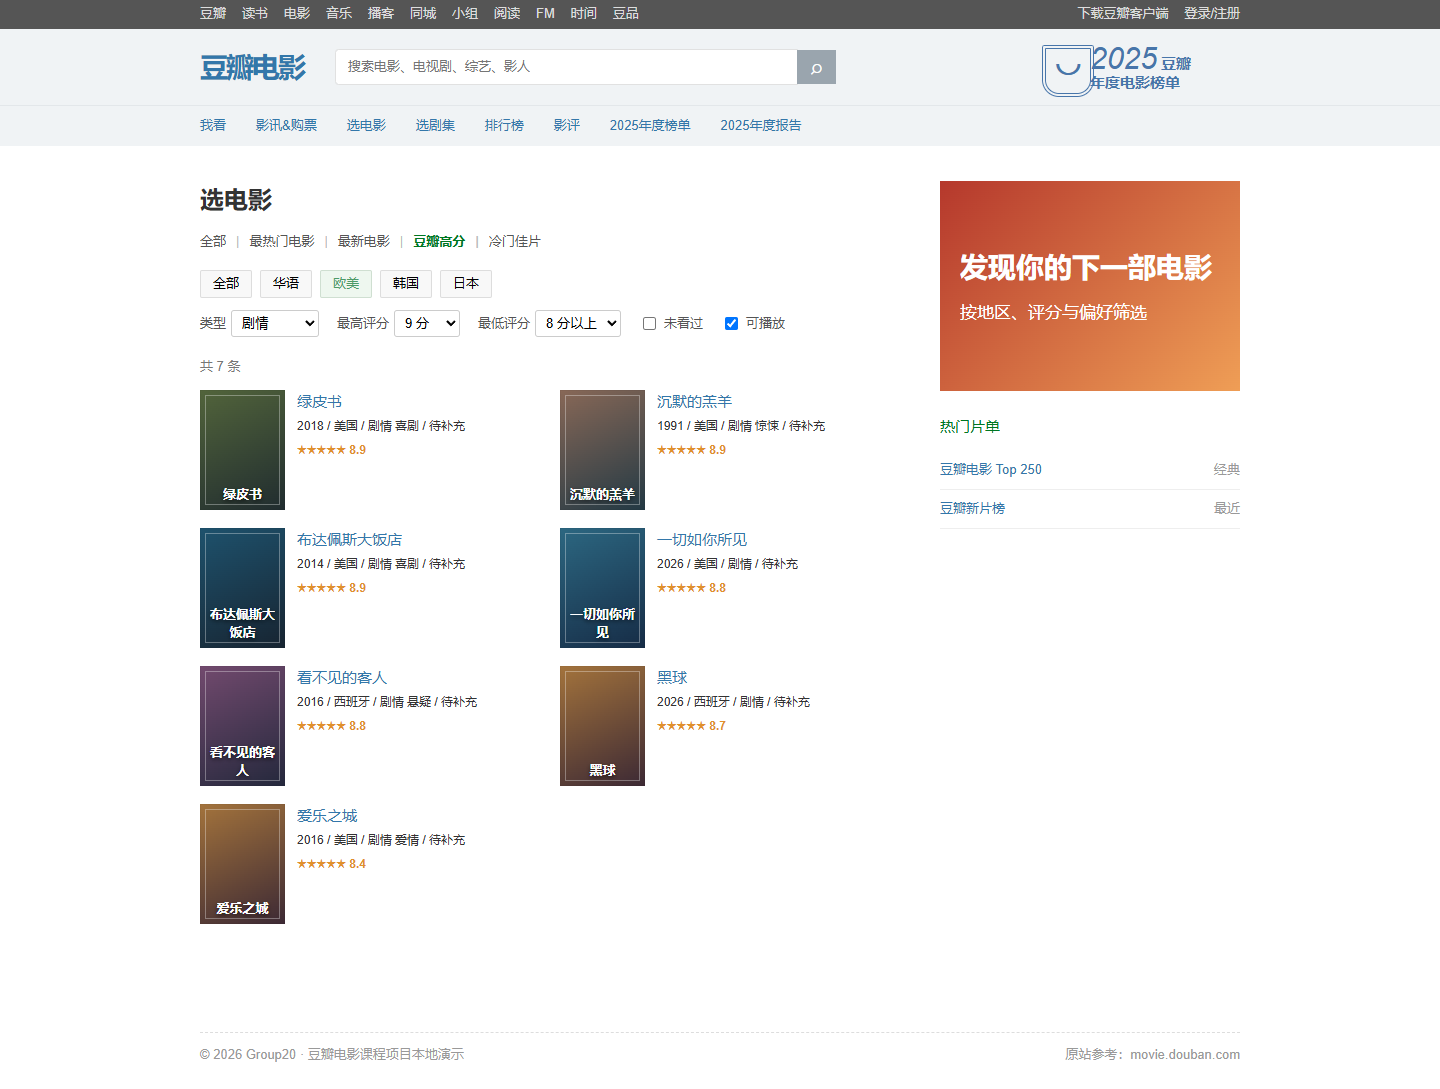 豆瓣 读书 电影 音乐 播客 同城 小组 阅读 FM 时间 豆品 下载豆瓣客户端 登录/注册
豆瓣电影 搜索电影、电视剧、综艺、影人 2025 豆瓣
年度电影榜单
我看 影讯&购票 选电影 选剧集 排行榜 影评 2025年度榜单 2025年度报告
选电影
全部 | 最热门电影 | 最新电影 | 豆瓣高分 | 冷门佳片
全部 华语 欧美 韩国 日本
类型 剧情 最高评分 9 分 最低评分 8 分以上 未看过 可播放
共 7 条
绿皮书
2018 / 美国 / 剧情 喜剧 / 待补充
★★★★★ 8.9
绿皮书
沉默的羔羊
1991 / 美国 / 剧情 惊悚 / 待补充
★★★★★ 8.9
沉默的羔羊
布达佩斯大饭店
2014 / 美国 / 剧情 喜剧 / 待补充
★★★★★ 8.9
布达佩斯大
饭店
一切如你所见
2026 / 美国 / 剧情 / 待补充
★★★★★ 8.8
一切如你所
见
看不见的客人
2016 / 西班牙 / 剧情 悬疑 / 待补充
★★★★★ 8.8
看不见的客
人
黑球
2026 / 西班牙 / 剧情 / 待补充
★★★★★ 8.7
黑球
爱乐之城
2016 / 美国 / 剧情 爱情 / 待补充
★★★★★ 8.4
爱乐之城
发现你的下一部电影
按地区、评分与偏好筛选
热门片单
豆瓣电影 Top 250 经典
豆瓣新片榜 最近
© 2026 Group20 · 豆瓣电影课程项目本地演示 原站参考：movie.douban.com